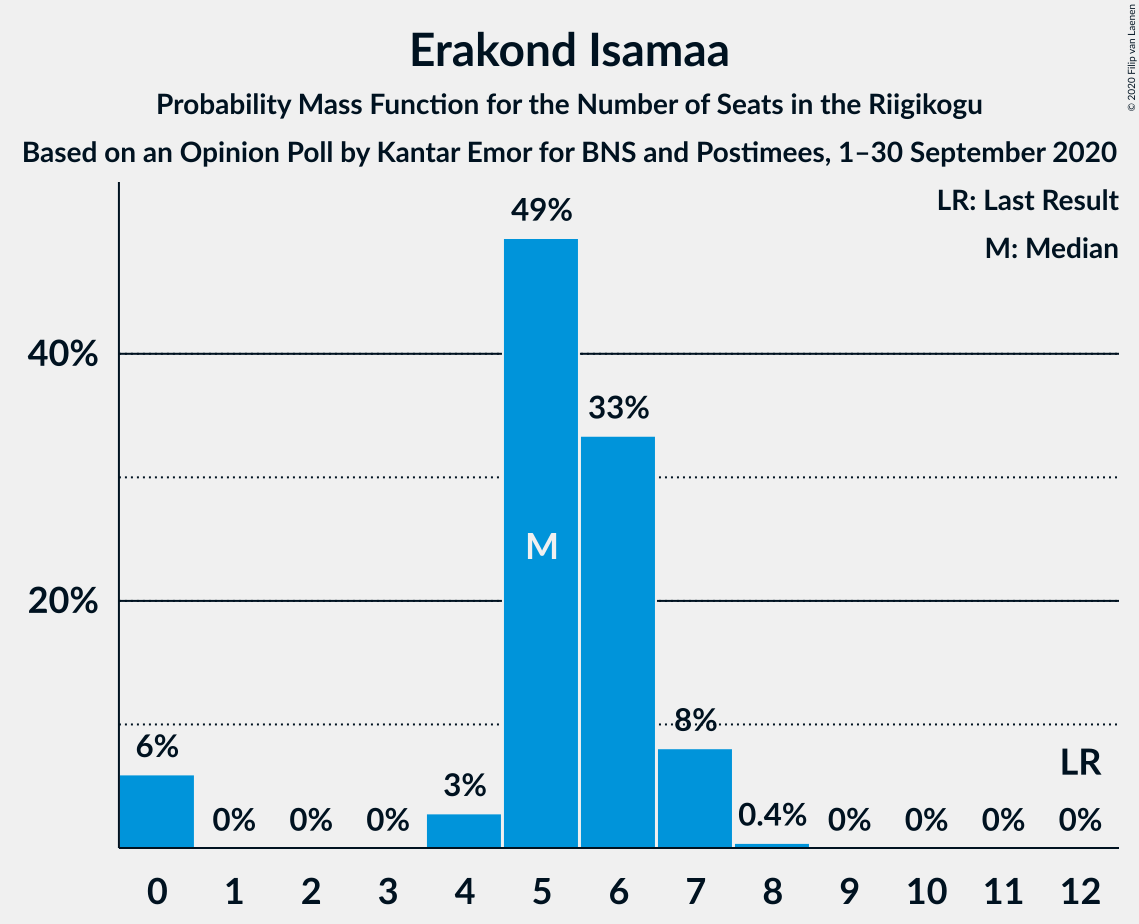 Erakond Isamaa
Probability Mass Function for the Number of Seats in the Riigikogu
Based on an Opinion Poll by Kantar Emor for BNS and Postimees, 1–30 September 2020
© 2020 Filip van Laenen
LR: Last Result
M: Median
49%
40%
33%
M
20%
8%
6%
LR
3%
0% 0% 0% 0.4% 0% 0% 0% 0%
0 1 2 3 4 5 6 7 8 9 10 11 12